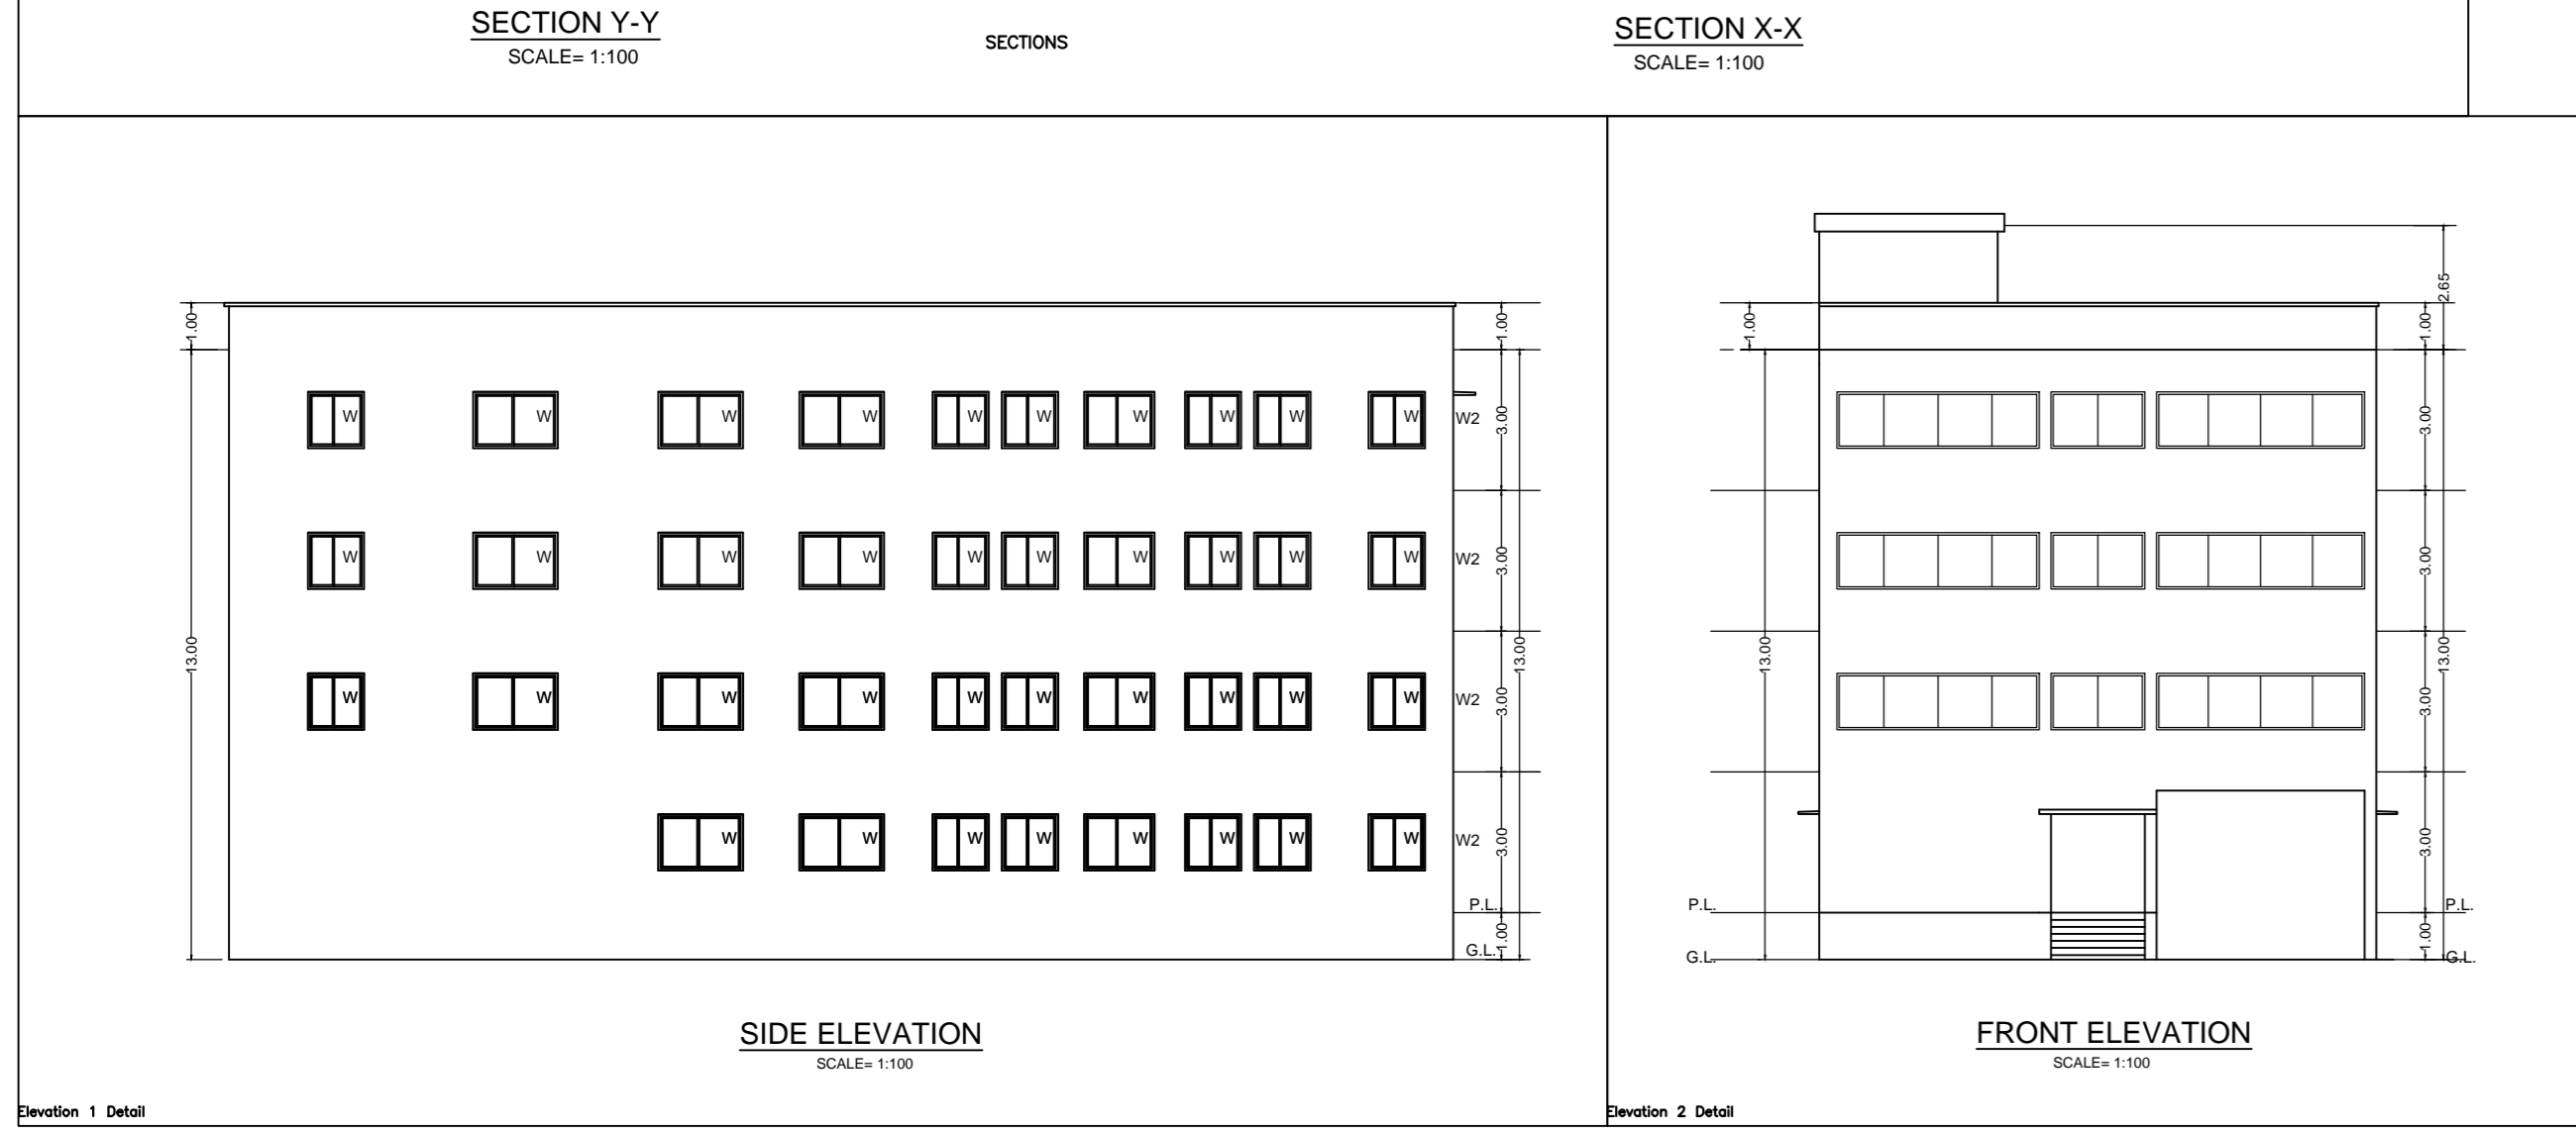 SECTION Y-Y
SCALE= 1:100
SECTIONS
SECTION X-X
SCALE= 1:100
1.00
13.00
W W W W W W W W W W W2
W W W W W W W W W W W2
W W W W W W W W W W W2
W W W W W W W W W2
1.00
3.00
3.00
3.00
3.00
1.00
13.00
P.L.
G.L.
SIDE ELEVATION
SCALE= 1:100
Elevation 1 Detail
1.00
13.00
P.L.
G.L.
2.65
1.00
3.00
3.00
3.00
3.00
1.00
13.00
P.L.
G.L.
FRONT ELEVATION
SCALE= 1:100
Elevation 2 Detail